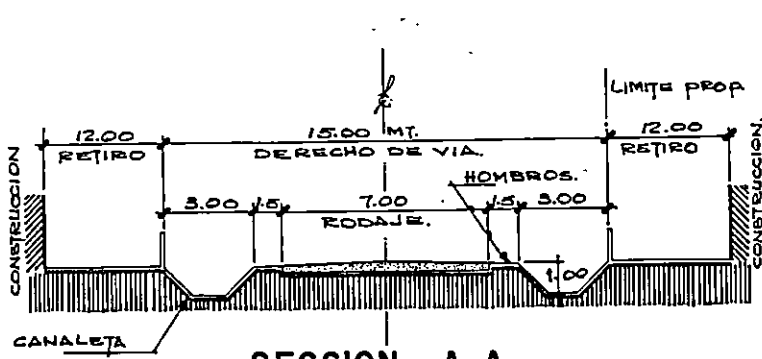 LIMITE PROP
12.00
15.00 MT.
12.00
RETIRO
DERECHO DE VIA.
RETIRO
CONSTRUCCION
CONSTRUCCION.
HOMBROS.
3.00
1.5
7.00
1.5
3.00
RODAJE.
1.00
CANALETA
SECCION A-A